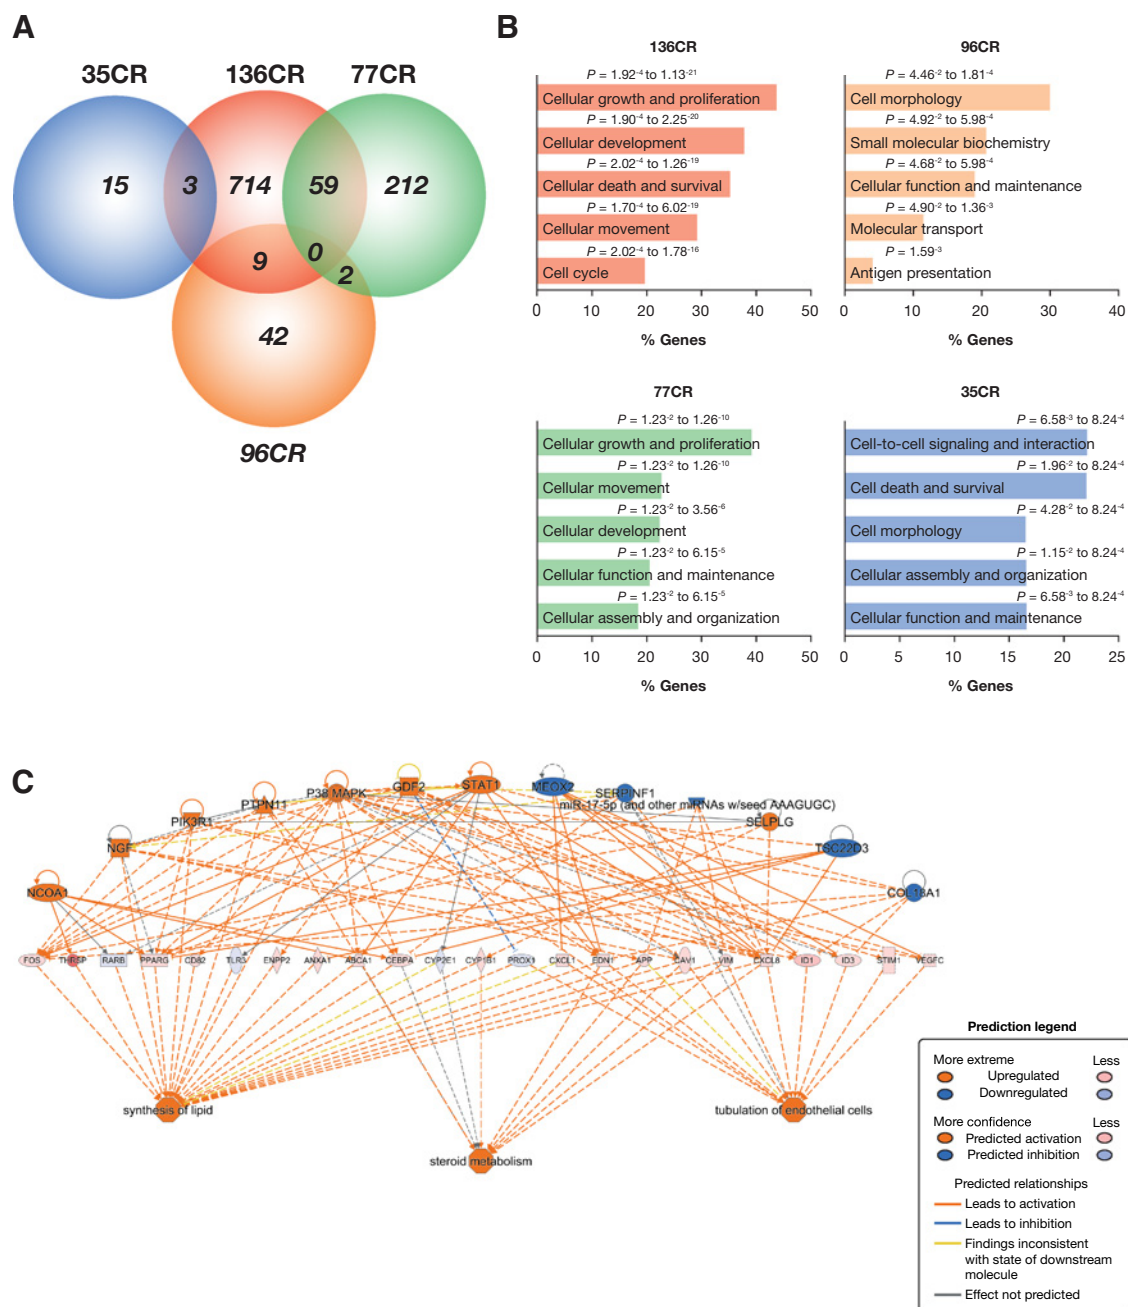 A
35CR
136CR
77CR
15
3
714
59
212
9
0
2
42
96CR
B
136CR
P = 1.92⁻⁴ to 1.13⁻²¹
Cellular growth and proliferation
P = 1.90⁻⁴ to 2.25⁻²⁰
Cellular development
P = 2.02⁻⁴ to 1.26⁻¹⁹
Cellular death and survival
P = 1.70⁻⁴ to 6.02⁻¹⁹
Cellular movement
P = 2.02⁻⁴ to 1.78⁻¹⁶
Cell cycle
0 10 20 30 40 50
% Genes
96CR
P = 4.46⁻² to 1.81⁻⁴
Cell morphology
P = 4.92⁻² to 5.98⁻⁴
Small molecular biochemistry
P = 4.68⁻² to 5.98⁻⁴
Cellular function and maintenance
P = 4.90⁻² to 1.36⁻³
Molecular transport
P = 1.59⁻³
Antigen presentation
0 10 20 30 40
% Genes
77CR
P = 1.23⁻² to 1.26⁻¹⁰
Cellular growth and proliferation
P = 1.23⁻² to 1.26⁻¹⁰
Cellular movement
P = 1.23⁻² to 3.56⁻⁶
Cellular development
P = 1.23⁻² to 6.15⁻⁵
Cellular function and maintenance
P = 1.23⁻² to 6.15⁻⁵
Cellular assembly and organization
0 10 20 30 40 50
% Genes
35CR
P = 6.58⁻³ to 8.24⁻⁴
Cell-to-cell signaling and interaction
P = 1.96⁻² to 8.24⁻⁴
Cell death and survival
P = 4.28⁻² to 8.24⁻⁴
Cell morphology
P = 1.15⁻² to 8.24⁻⁴
Cellular assembly and organization
P = 6.58⁻³ to 8.24⁻⁴
Cellular function and maintenance
0 5 10 15 20 25
% Genes
C
NCOA1
NGF
PIK3R1
PTPN11
P38 MAPK
GDF2
STAT1
MEOX2
SERPINF1
miR-17-5p (and other miRNAs w/seed AAAGUGC)
SELPLG
TSC22D3
COL18A1
FOS THRSP RARB PPARG CD82 TLR3 ENPP2 ANXA1 ABCA1 CEBPA CYP2E1 CYP1B1 PROX1 CXCL1 EDN1 APP CAV1 VIM CXCL8 ID1 ID3 STIM1 VEGFC
synthesis of lipid
steroid metabolism
tubulation of endothelial cells
Prediction legend
More extreme Less
Upregulated
Downregulated
More confidence Less
Predicted activation
Predicted inhibition
Predicted relationships
Leads to activation
Leads to inhibition
Findings inconsistent
with state of downstream
molecule
Effect not predicted